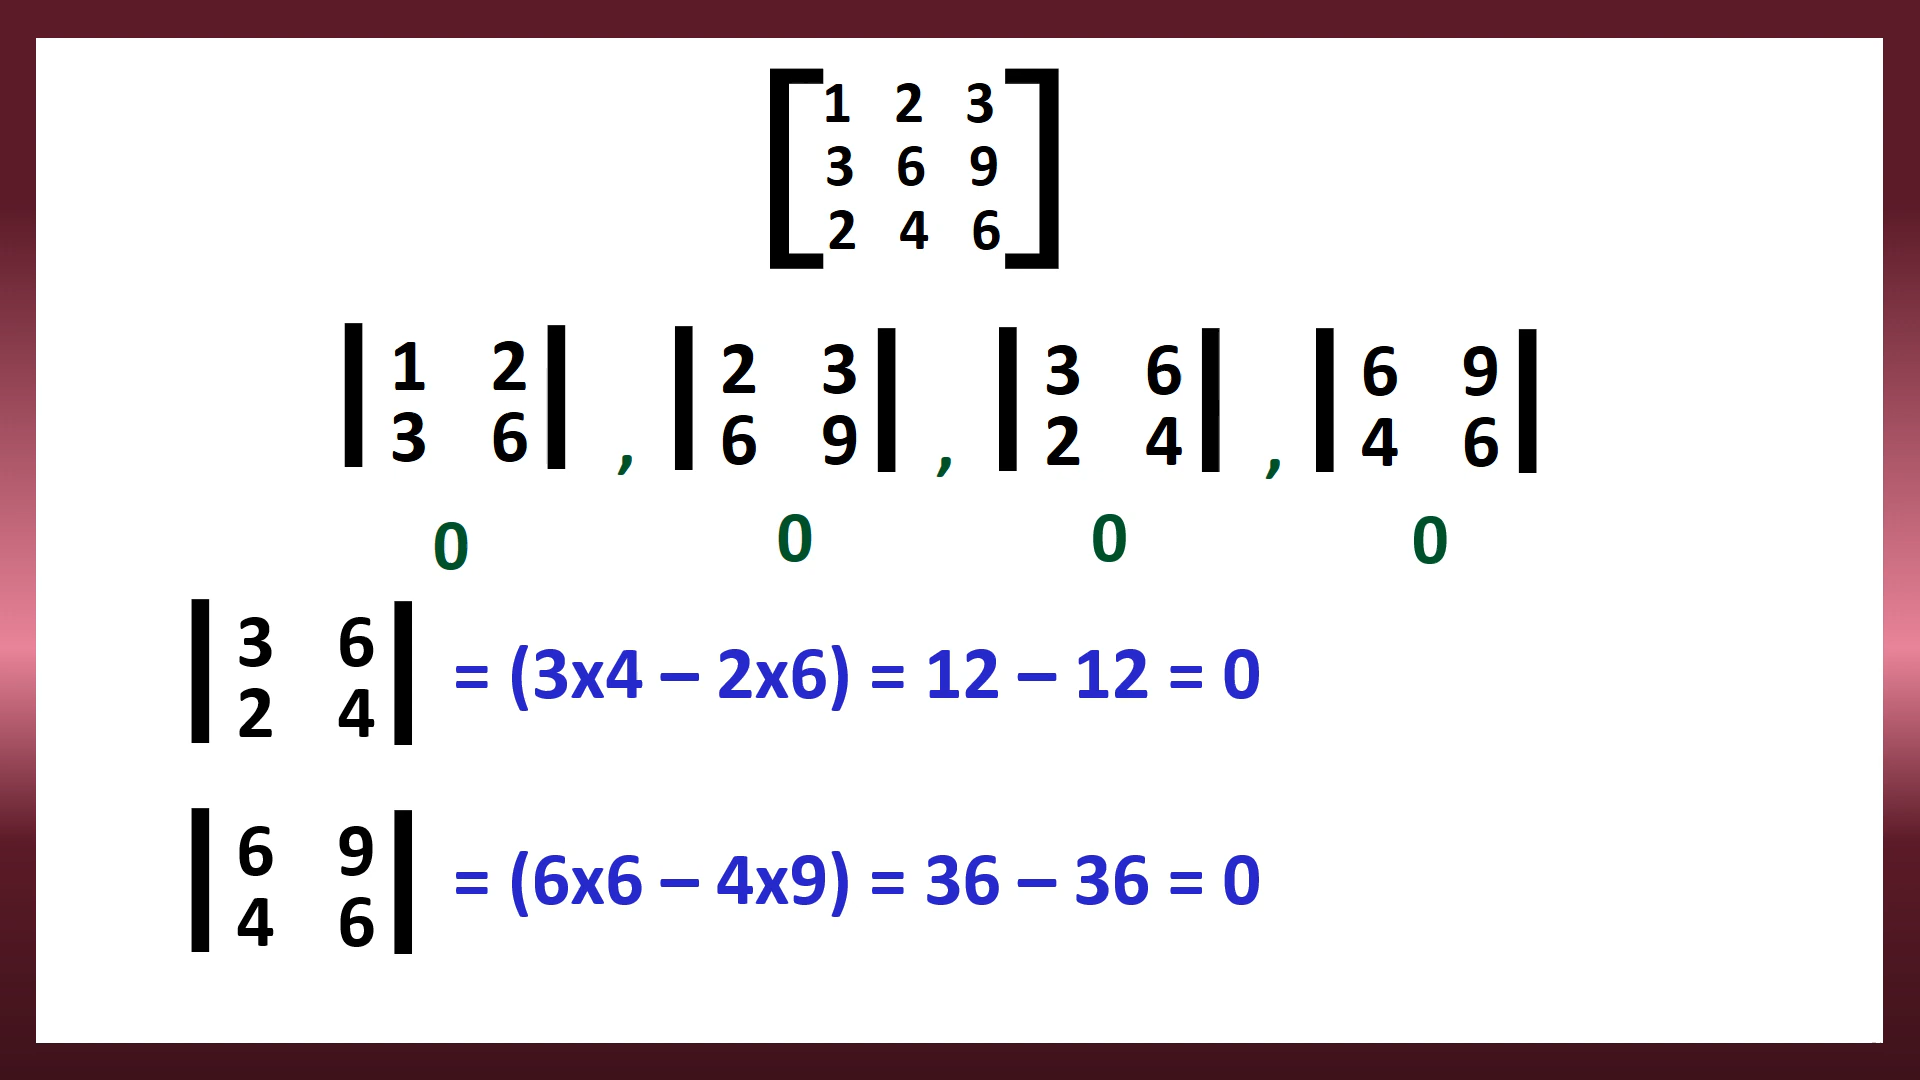 1 2 3
3 6 9
2 4 6
1 2 2 3 3 6 6 9
3 6 , 6 9 , 2 4 , 4 6
0 0 0 0
3 6
2 4
= (3x4 – 2x6) = 12 – 12 = 0
6 9
4 6
= (6x6 – 4x9) = 36 – 36 = 0